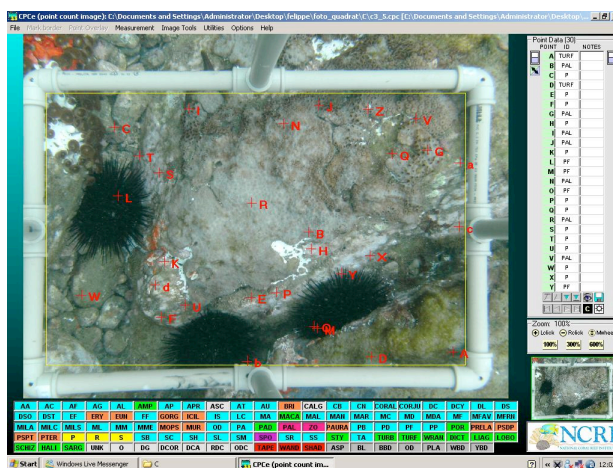 CPCe (point count image): C:\Documents and Settings\Administrator\Desktop\felippe\foto_quadrat\C\c3_5.cpc [C:\Documents and Settings\Administrator\Desktop\...
File Mark border Point Overlay Measurement Image Tools Utilities Options Help
Point Data (30)
POINT ID NOTES
A TURF
B PAL
C P
D TURF
E P
F P
G PAL
H P
I PAL
J PAL
K P
L PF
M PF
N PAL
O PF
P P
Q P
R PAL
S P
T P
U P
V PAL
W P
X P
Y PF
I
J
Z
V
N
G
T
S
Q
O
a
L
R
B
H
K
X
Y
d
W
E
P
U
F
M
b
D
A
Zoom: 100%
Lclick Rclick
100% 300% 600%
AA AC AF AG AL AMP AP APR ASC AT AU BRI CALG CB CN CORAL CORJU DC DCY DL DS
DSO DST EF ERY EUN FF GORG ICIL IS LC MA MACA MAL MAN MAR MC MD MDA MF MFAV MFRN
MILA MILC MILS ML MM MME MOPS MUR OD PA PAD PAL PAURA PB PD PF PP POR PRLA PSDP
PSPT PTER P R S SB SC SH SL SM SPO SR SS STY TA TURB TURF WRAN DICT LIAG LOBO
SCHIZ HALI SARG UNK O DG DCOR DCA RDC ODC TAPE WAND SHAD ASP BL BBD OD PLA WBD YBD
NCRI
Start Windows Live Messenger C CPCe (point count im...